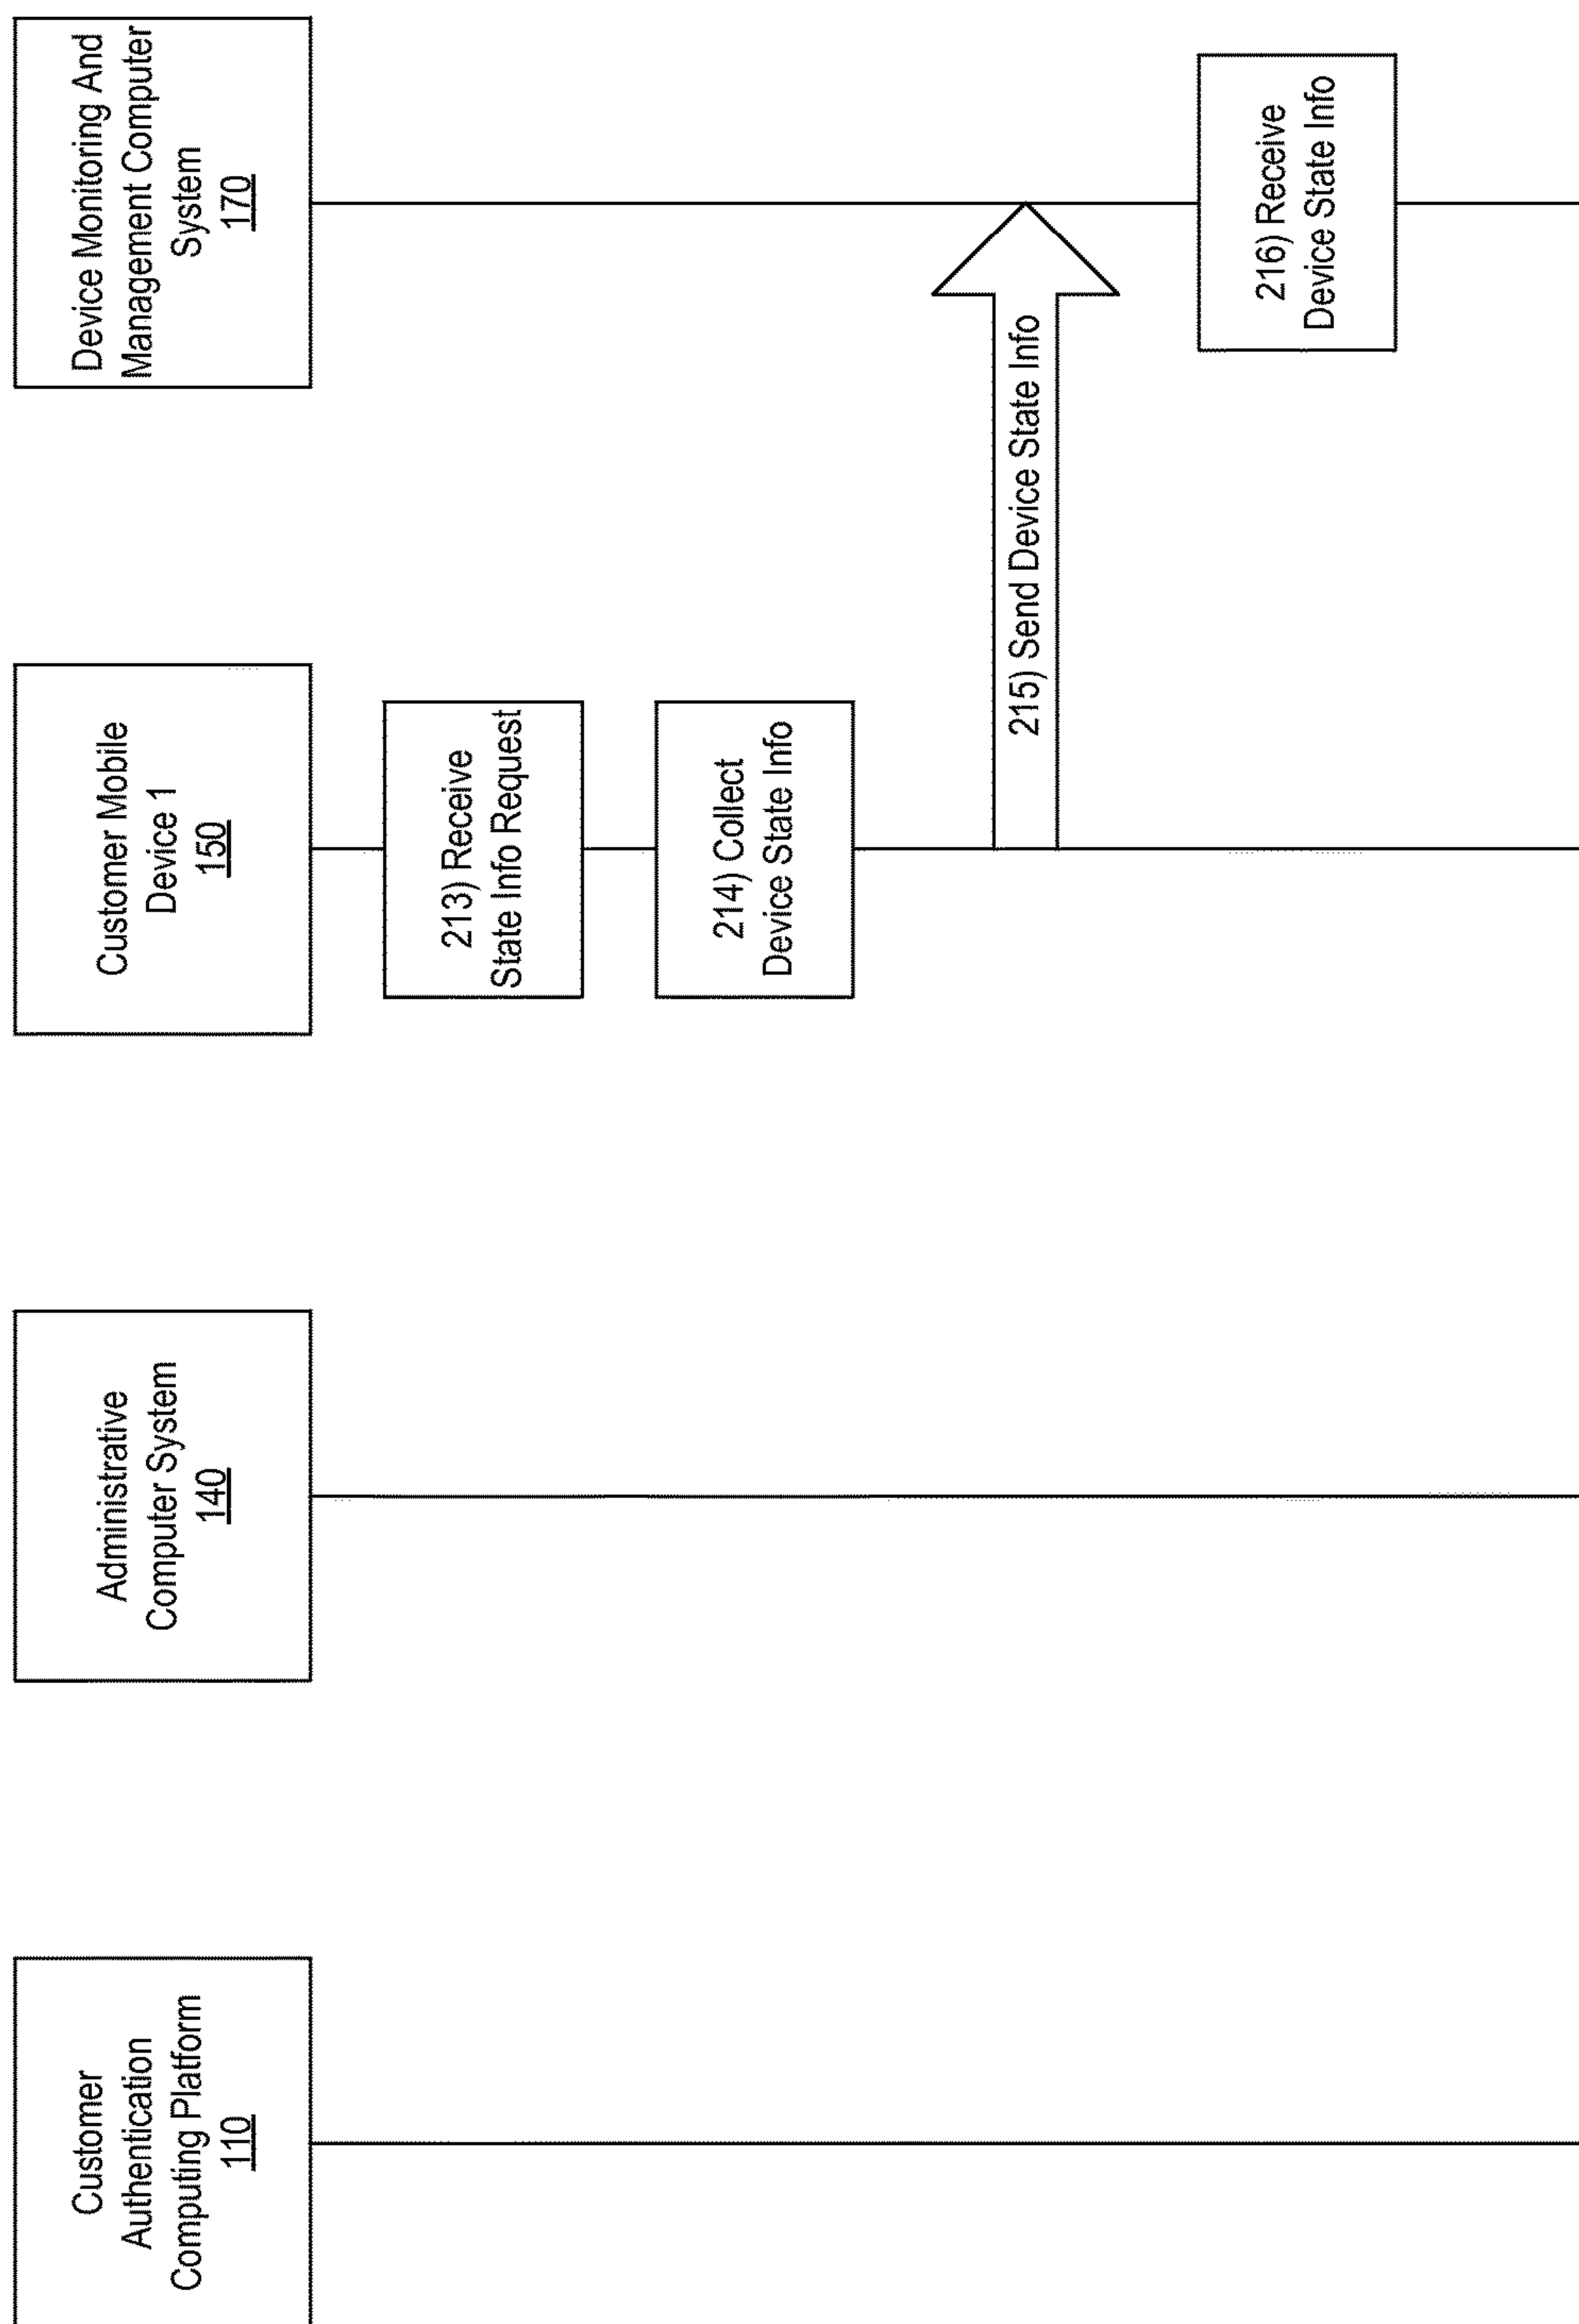 Customer
Authentication
Computing Platform
110
Administrative
Computer System
140
Customer Mobile
Device 1
150
Device Monitoring And
Management Computer
System
170
213) Receive
State Info Request
214) Collect
Device State Info
215) Send Device State Info
216) Receive
Device State Info